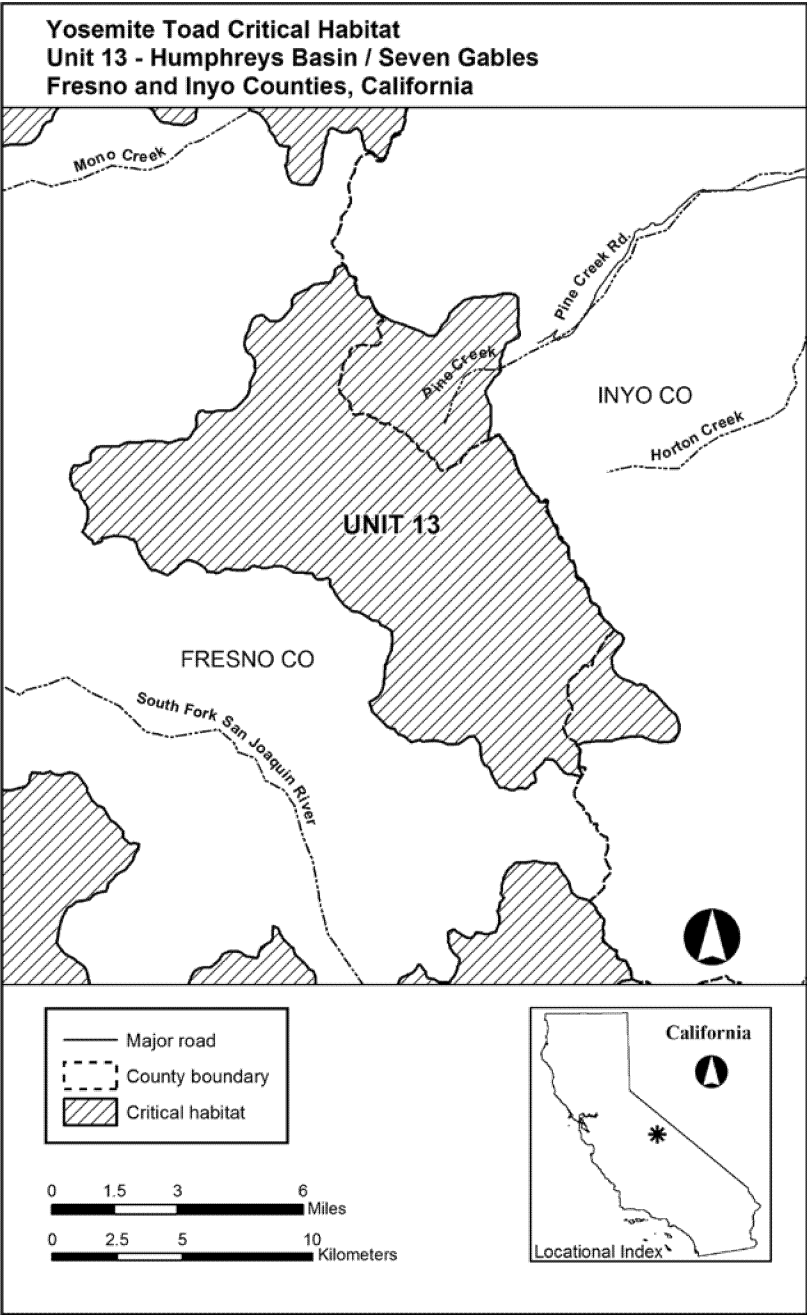 Yosemite Toad Critical Habitat
Unit 13 - Humphreys Basin / Seven Gables
Fresno and Inyo Counties, California
Mono Creek
Pine Creek Rd.
Pine Creek
INYO CO
Horton Creek
UNIT 13
FRESNO CO
South Fork San Joaquin River
Major road
County boundary
Critical habitat
0 1.5 3 6
Miles
0 2.5 5 10
Kilometers
California
Locational Index